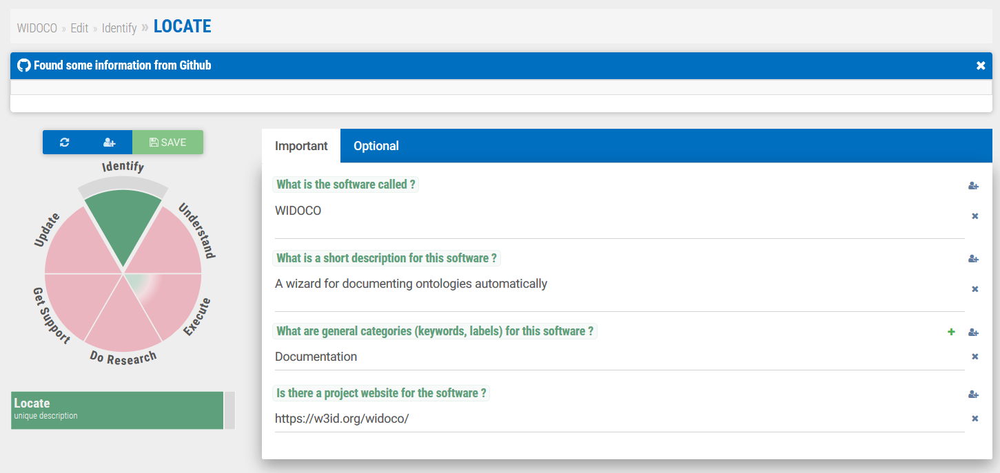 WIDOCO » Edit » Identify » LOCATE
Found some information from Github
SAVE
Identify
Understand
Execute
Do Research
Get Support
Update
Locate
unique description
Important Optional
What is the software called ?
WIDOCO
What is a short description for this software ?
A wizard for documenting ontologies automatically
What are general categories (keywords, labels) for this software ?
Documentation
Is there a project website for the software ?
https://w3id.org/widoco/